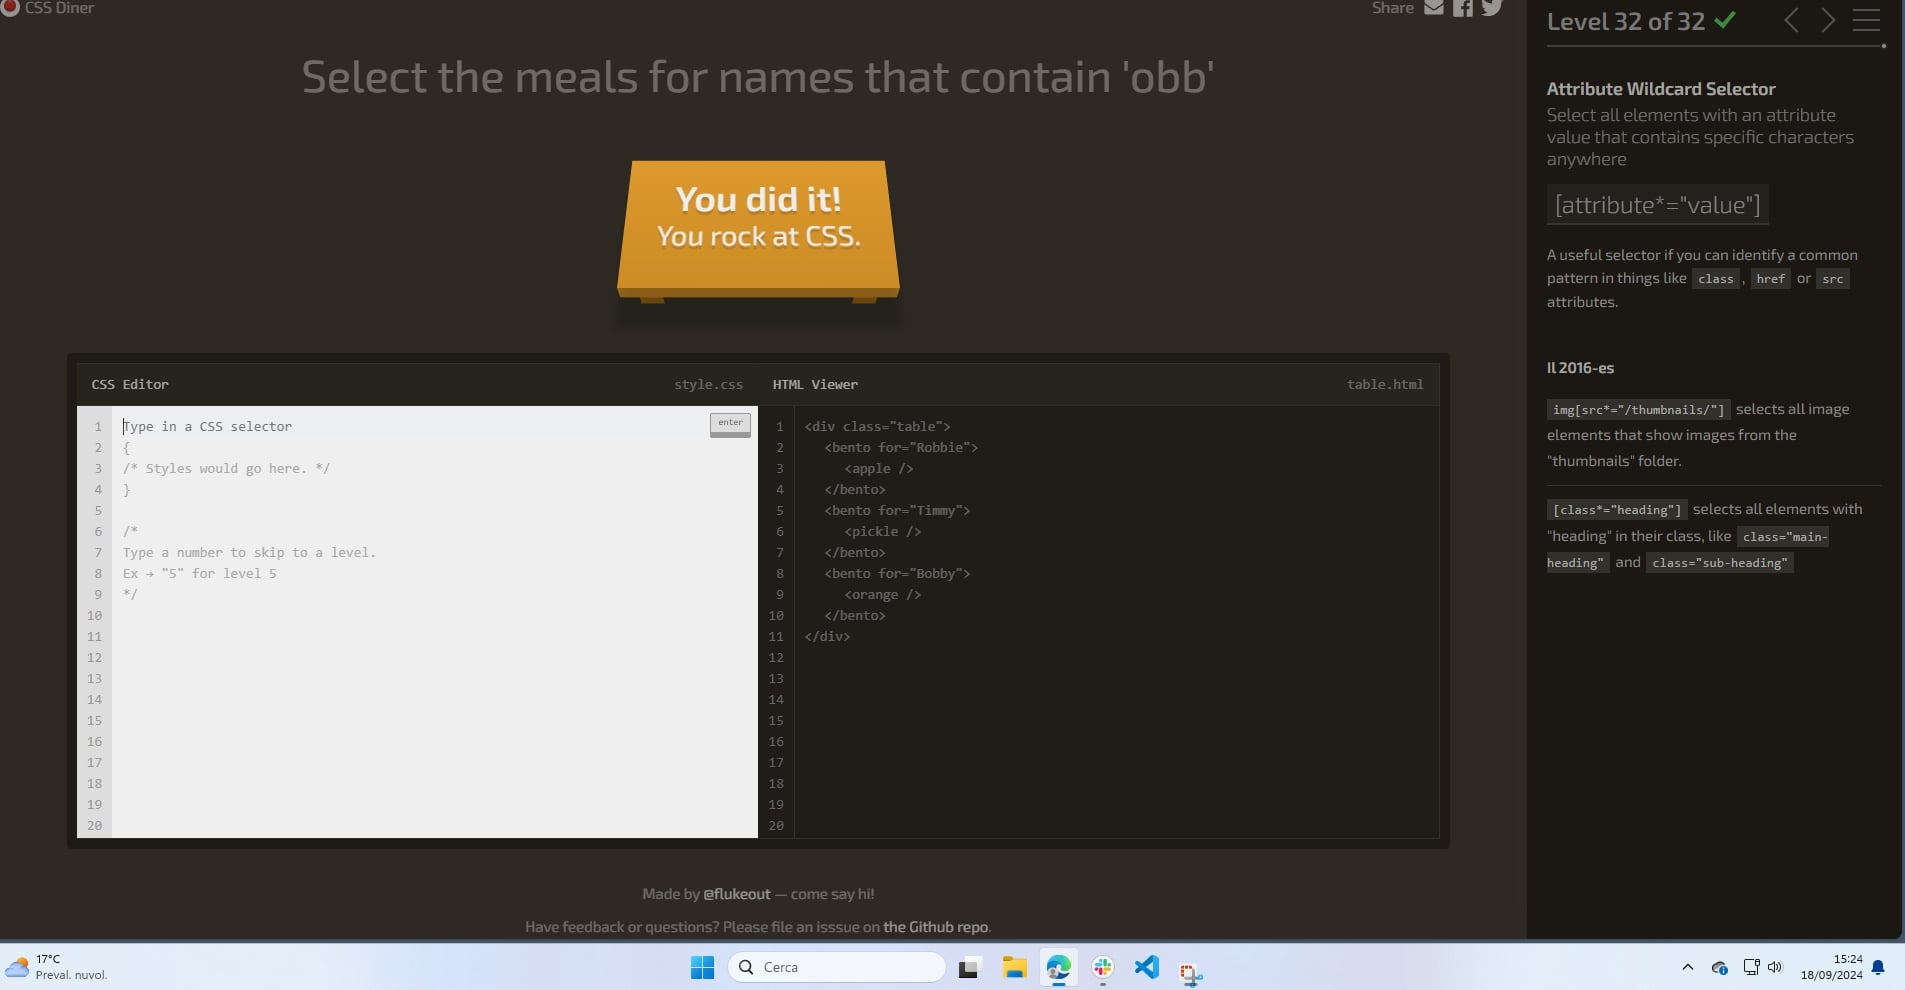 CSS Diner
Share
Select the meals for names that contain 'obb'
You did it!
You rock at CSS.
CSS Editor
style.css
HTML Viewer
table.html
1
2
3
4
5
6
7
8
9
10
11
12
13
14
15
16
17
18
19
20
Type in a CSS selector
{
/* Styles would go here. */
}
/*
Type a number to skip to a level.
Ex → "5" for level 5
*/
enter
1
2
3
4
5
6
7
8
9
10
11
12
13
14
15
16
17
18
19
20
<div class="table">
<bento for="Robbie">
<apple />
</bento>
<bento for="Timmy">
<pickle />
</bento>
<bento for="Bobby">
<orange />
</bento>
</div>
Made by @flukeout — come say hi!
Have feedback or questions? Please file an isssue on the Github repo.
Level 32 of 32
Attribute Wildcard Selector
Select all elements with an attribute
value that contains specific characters
anywhere
[attribute*="value"]
A useful selector if you can identify a common
pattern in things like class , href or src
attributes.
Il 2016-es
img[src*="/thumbnails/"] selects all image
elements that show images from the
"thumbnails" folder.
[class*="heading"] selects all elements with
"heading" in their class, like class="main-
heading" and class="sub-heading"
17°C
Preval. nuvol.
Cerca
15:24
18/09/2024